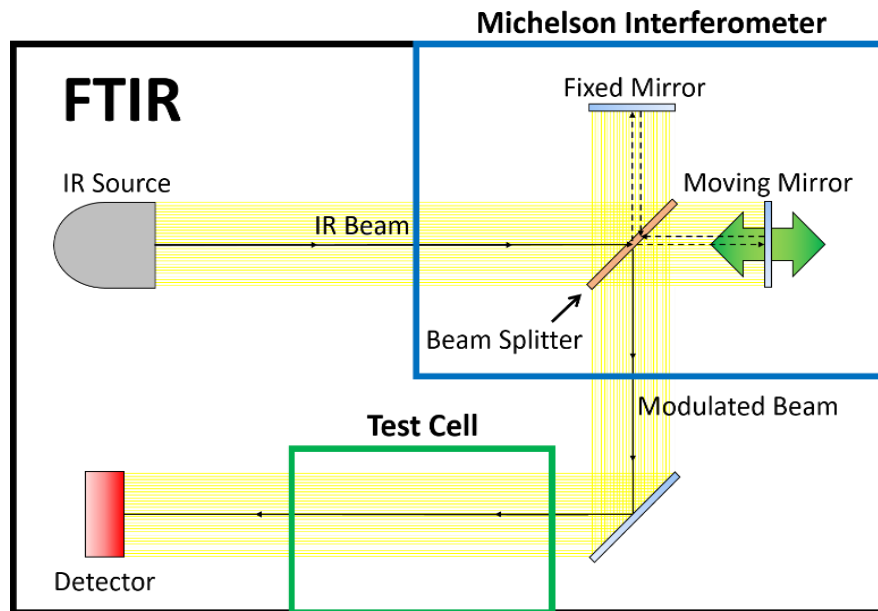 Michelson Interferometer
FTIR
Fixed Mirror
IR Source
Moving Mirror
IR Beam
Beam Splitter
Modulated Beam
Test Cell
Detector